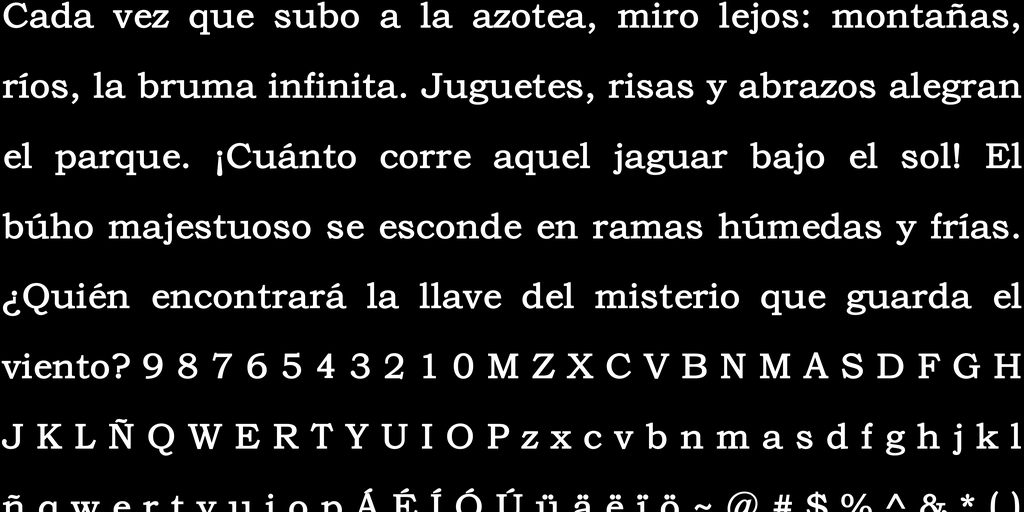 Cada vez que subo a la azotea, miro lejos: montañas,
ríos, la bruma infinita. Juguetes, risas y abrazos alegran
el parque. ¡Cuánto corre aquel jaguar bajo el sol! El
búho majestuoso se esconde en ramas húmedas y frías.
¿Quién encontrará la llave del misterio que guarda el
viento? 9 8 7 6 5 4 3 2 1 0 M Z X C V B N M A S D F G H
J K L Ñ Q W E R T Y U I O P z x c v b n m a s d f g h j k l
ñ q w e r t y u i o p Á É Í Ó Ú ü ä ë ï ö ~ @ # $ % ^ & * ( )